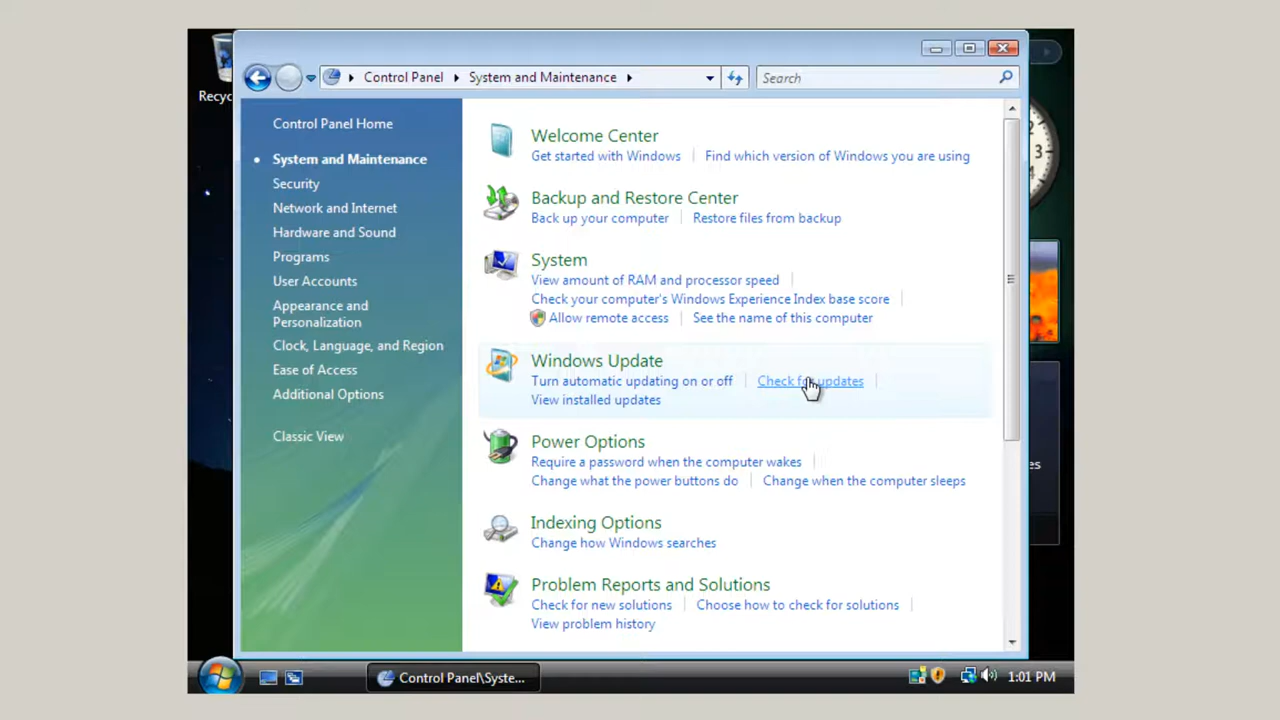 Recyc
Control Panel
System and Maintenance
Search
Control Panel Home
System and Maintenance
Security
Network and Internet
Hardware and Sound
Programs
User Accounts
Appearance and
Personalization
Clock, Language, and Region
Ease of Access
Additional Options
Classic View
Welcome Center
Get started with Windows
Find which version of Windows you are using
Backup and Restore Center
Back up your computer
Restore files from backup
System
View amount of RAM and processor speed
Check your computer's Windows Experience Index base score
Allow remote access
See the name of this computer
Windows Update
Turn automatic updating on or off
Check for updates
View installed updates
Power Options
Require a password when the computer wakes
Change what the power buttons do
Change when the computer sleeps
Indexing Options
Change how Windows searches
Problem Reports and Solutions
Check for new solutions
Choose how to check for solutions
View problem history
12
1
2
3
4
es
Control Panel\Syste...
1:01 PM